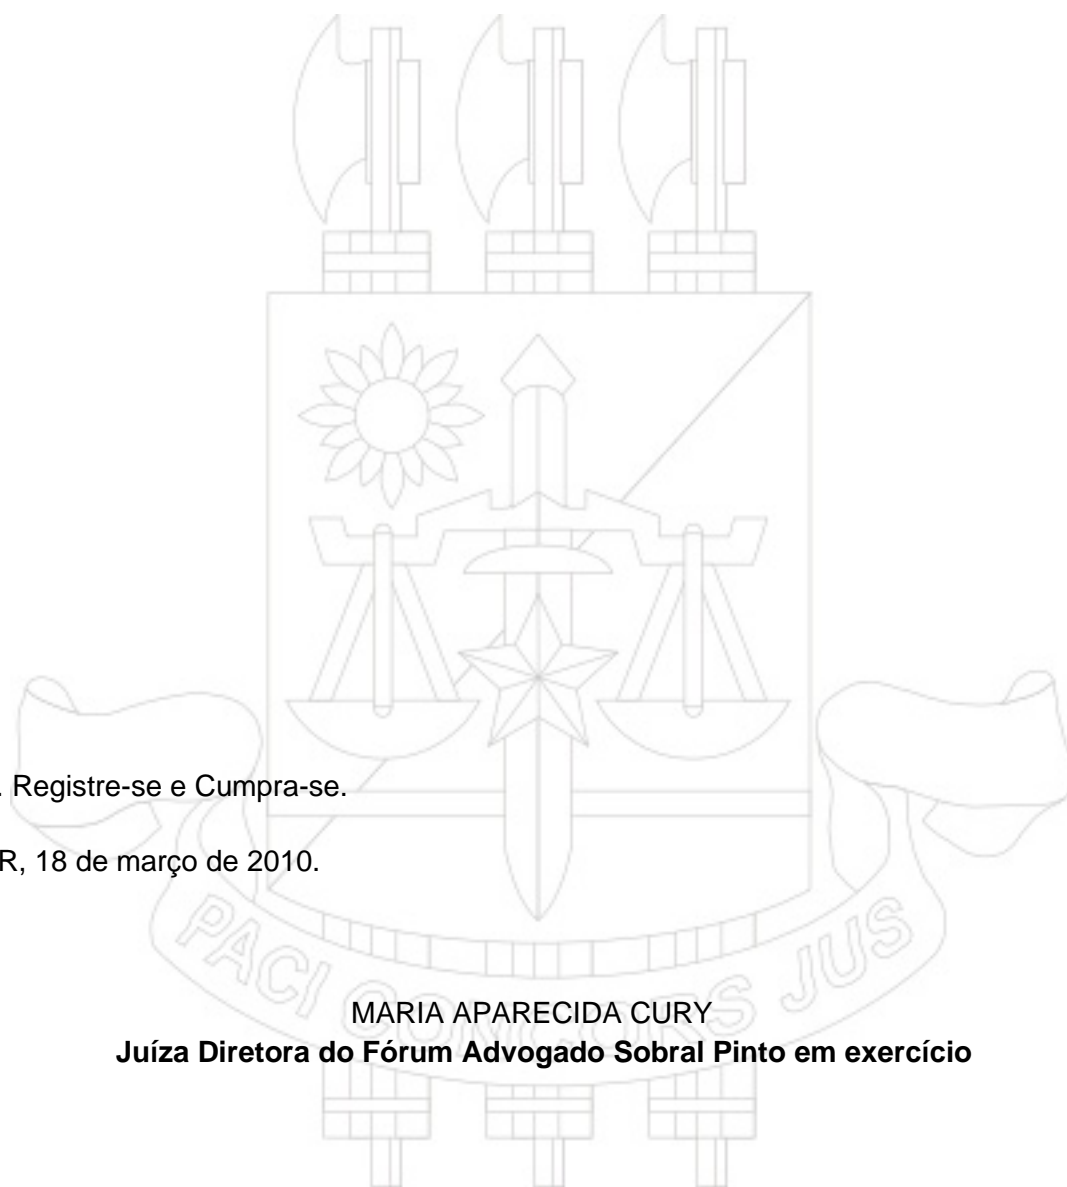 . Registre-se e Cumpra-se.
R, 18 de março de 2010.
PACI CONCORS JUS
MARIA APARECIDA CURY
Juíza Diretora do Fórum Advogado Sobral Pinto em exercício